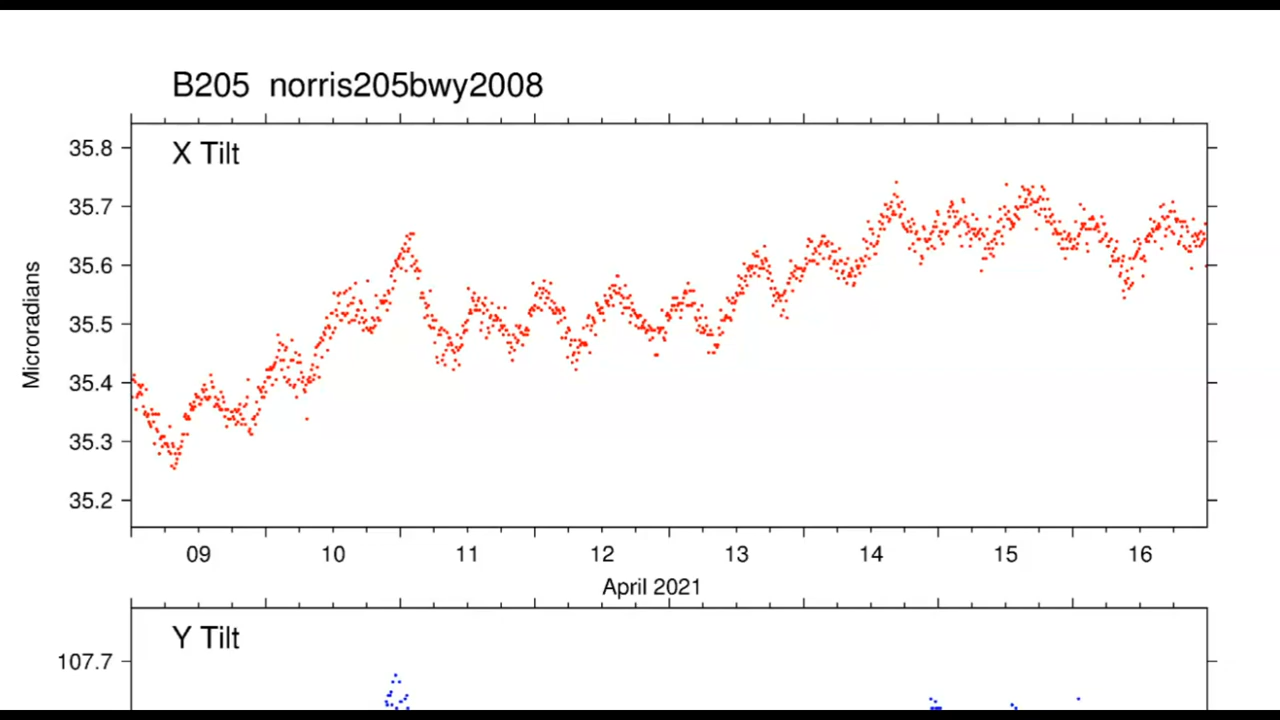 B205 norris205bwy2008
X Tilt
35.8
35.7
35.6
35.5
35.4
35.3
35.2
Microradians
09 10 11 12 13 14 15 16
April 2021
Y Tilt
107.7